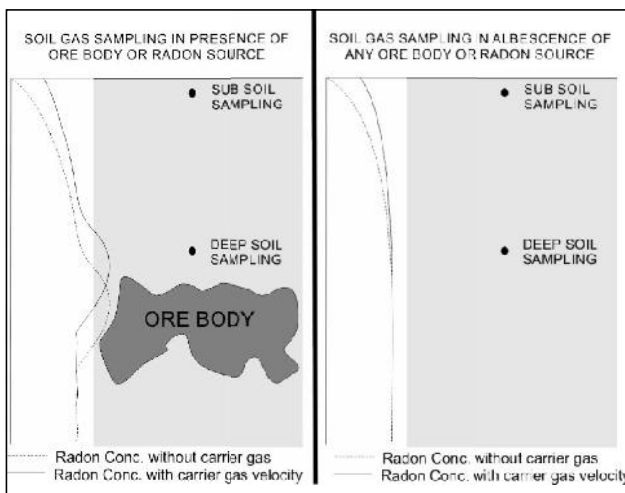 SOIL GAS SAMPLING IN PRESENCE OF
ORE BODY OR RADON SOURCE
SUB SOIL
SAMPLING
DEEP SOIL
SAMPLING
ORE BODY
Radon Conc. without carrier gas
Radon Conc. with carrier gas velocity
SOIL GAS SAMPLING IN ALBESCENCE OF
ANY ORE BODY OR RADON SOURCE
SUB SOIL
SAMPLING
DEEP SOIL
SAMPLING
Radon Conc. without carrier gas
Radon Conc. with carrier gas velocity